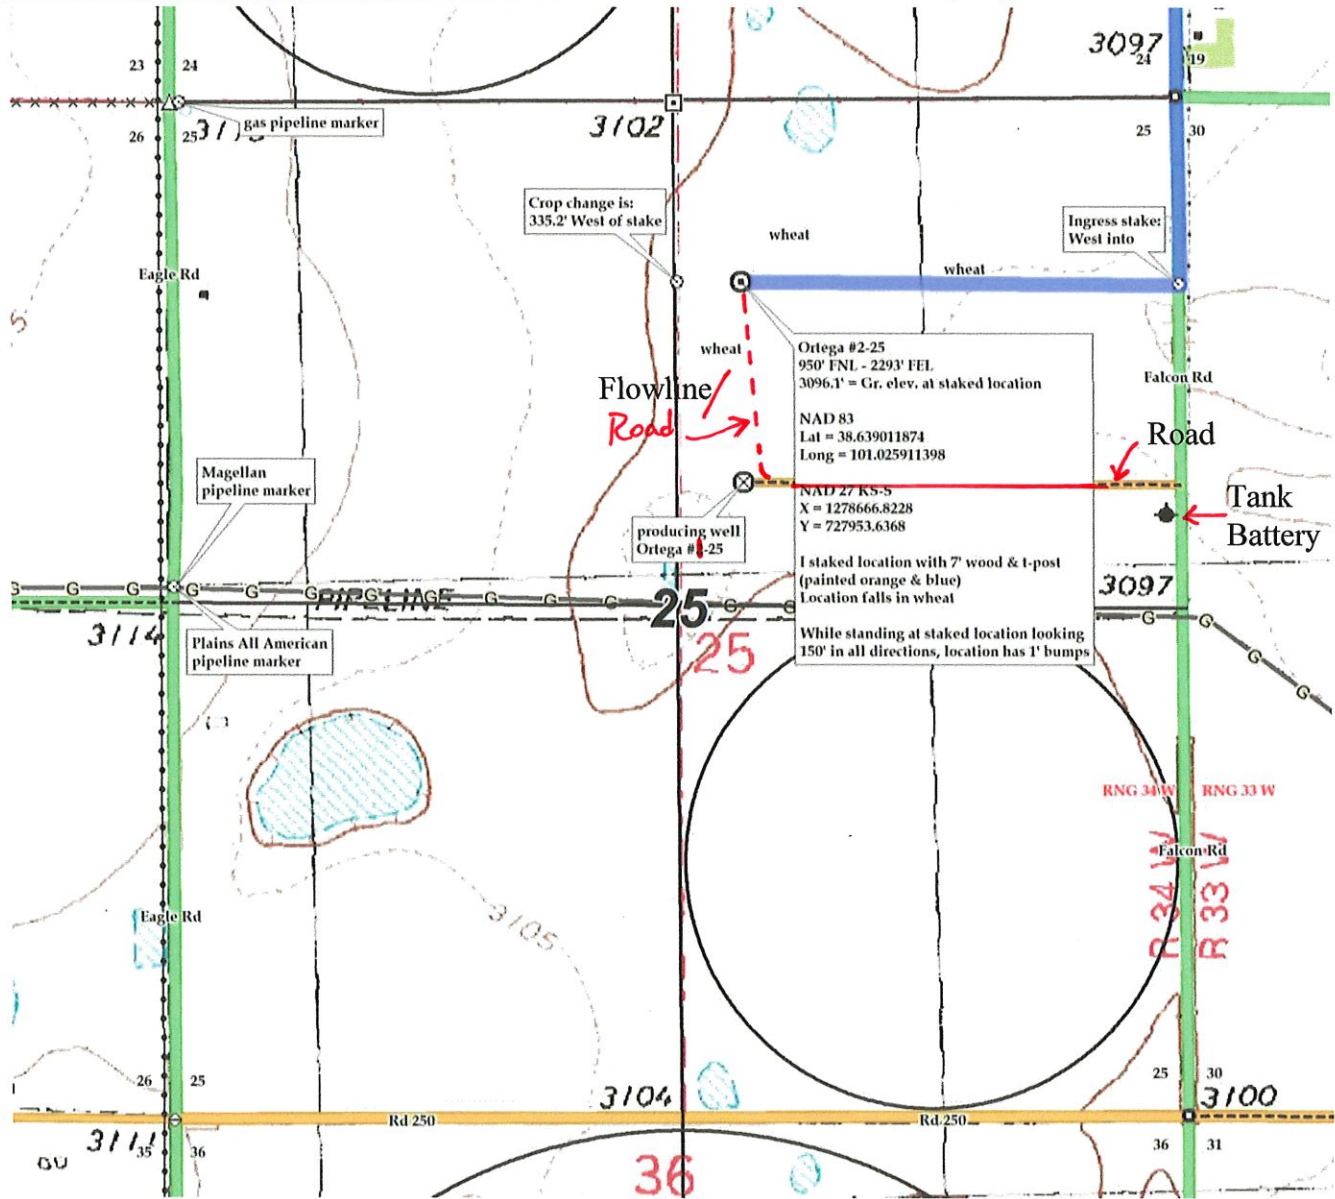 3097
23 24
24 19
gas pipeline marker
3102
26 25
25 30
Crop change is:
335.2' West of stake
Ingress stake:
West into
wheat
wheat
Eagle Rd
wheat
Ortega #2-25
950' FNL - 2293' FEL
3096.1' = Gr. elev. at staked location
NAD 83
Lat = 38.639011874
Long = 101.025911398
NAD 27 KS-S
X = 1278666.8228
Y = 727953.6368
I staked location with 7' wood & t-post
(painted orange & blue)
Location falls in wheat
While standing at staked location looking
150' in all directions, location has 1' bumps
Falcon Rd
Flowline
Road
Road
Magellan
pipeline marker
Tank
Battery
producing well
Ortega #1-25
G G G G G G G G G G G G G G G G
PIPELINE
3097
25
3114
Plains All American
pipeline marker
25
RNG 34 W RNG 33 W
R 34 W
R 33 W
Falcon Rd
Eagle Rd
3105
26 25
25 30
3104
3100
Rd 250
Rd 250
3111
35 36
36 31
36